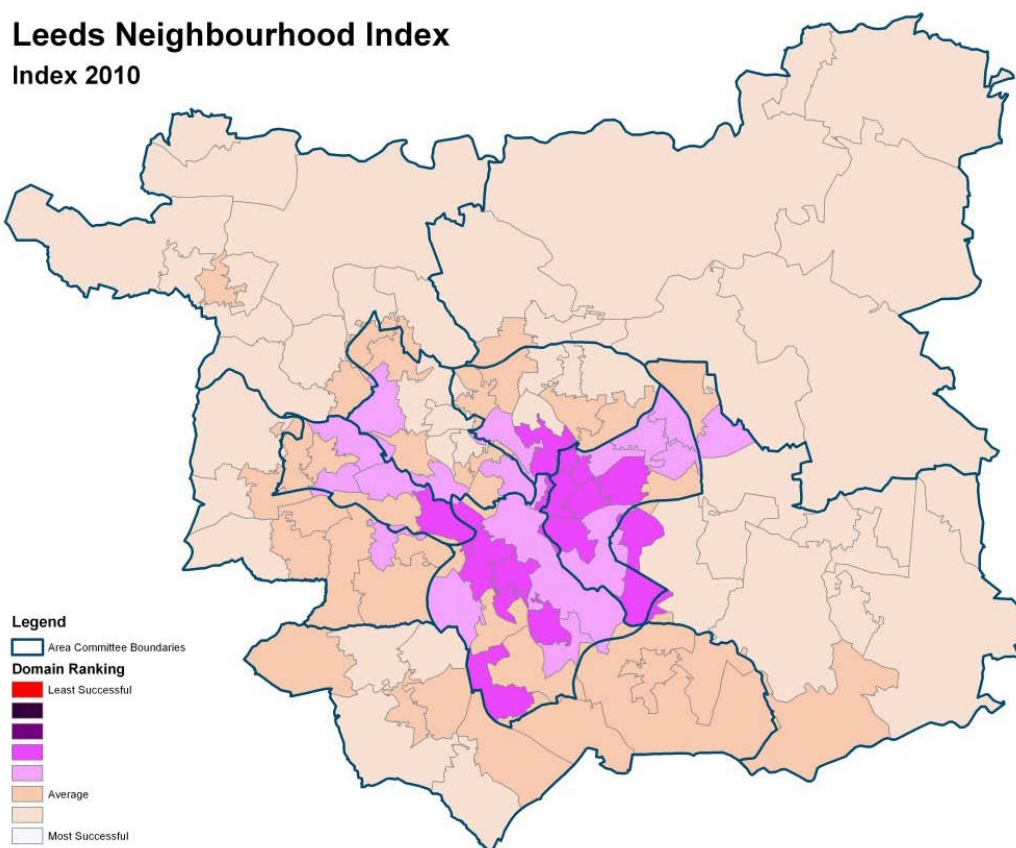 Leeds Neighbourhood Index
Index 2010
Legend
Area Committee Boundaries
Domain Ranking
Least Successful
Average
Most Successful